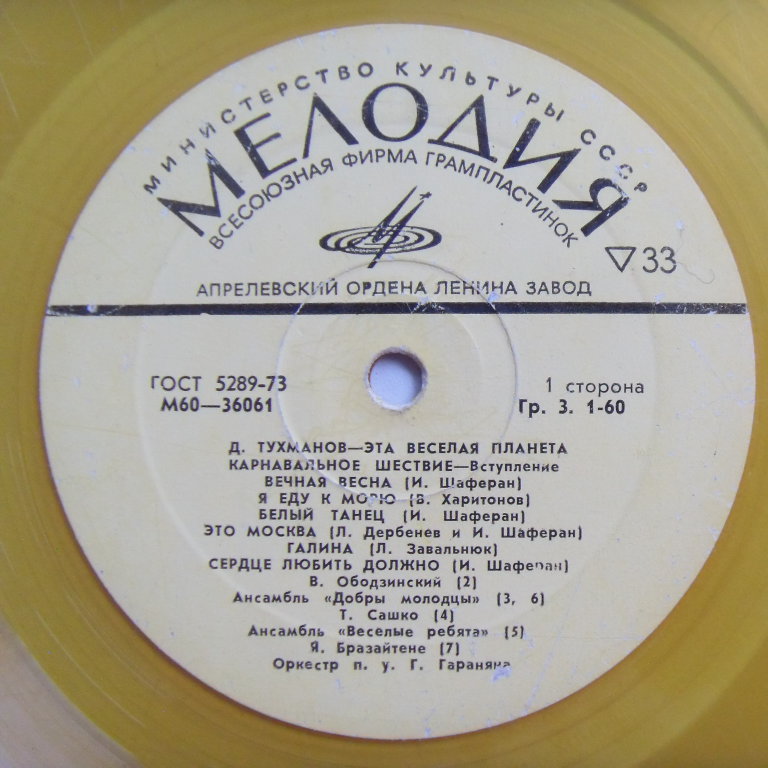 МИНИСТЕРСТВО КУЛЬТУРЫ СССР
МЕЛОДИЯ
ВСЕСОЮЗНАЯ ФИРМА ГРАМПЛАСТИНОК
33
АПРЕЛЕВСКИЙ ОРДЕНА ЛЕНИНА ЗАВОД
ГОСТ 5289-73
М60—36061
1 сторона
Гр. 3. 1-60
Д. ТУХМАНОВ—ЭТА ВЕСЕЛАЯ ПЛАНЕТА
КАРНАВАЛЬНОЕ ШЕСТВИЕ—Вступление
ВЕЧНАЯ ВЕСНА (И. Шаферан)
Я ЕДУ К МОРЮ (В. Харитонов)
БЕЛЫЙ ТАНЕЦ (И. Шаферан)
ЭТО МОСКВА (Л. Дербенев и И. Шаферан)
ГАЛИНА (Л. Завальнюк)
СЕРДЦЕ ЛЮБИТЬ ДОЛЖНО (И. Шаферан)
В. Ободзинский (2)
Ансамбль «Добры молодцы» (3, 6)
Т. Сашко (4)
Ансамбль «Веселые ребята» (5)
Я. Бразайтене (7)
Оркестр п. у. Г. Гараняна